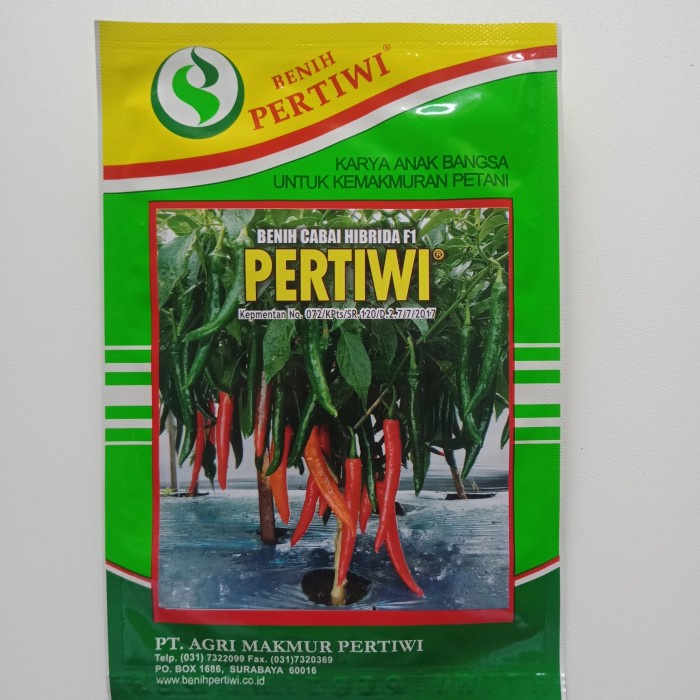 BENIH
PERTIWI®
KARYA ANAK BANGSA
UNTUK KEMAKMURAN PETANI
BENIH CABAI HIBRIDA F1
PERTIWI®
Kepmentan No. 072/KPts/SR.120/D.2.7/7/2017
PT. AGRI MAKMUR PERTIWI
Telp. (031) 7322099 Fax. (031)7320369
PO. BOX 1686, SURABAYA 60016
www.benihpertiwi.co.id